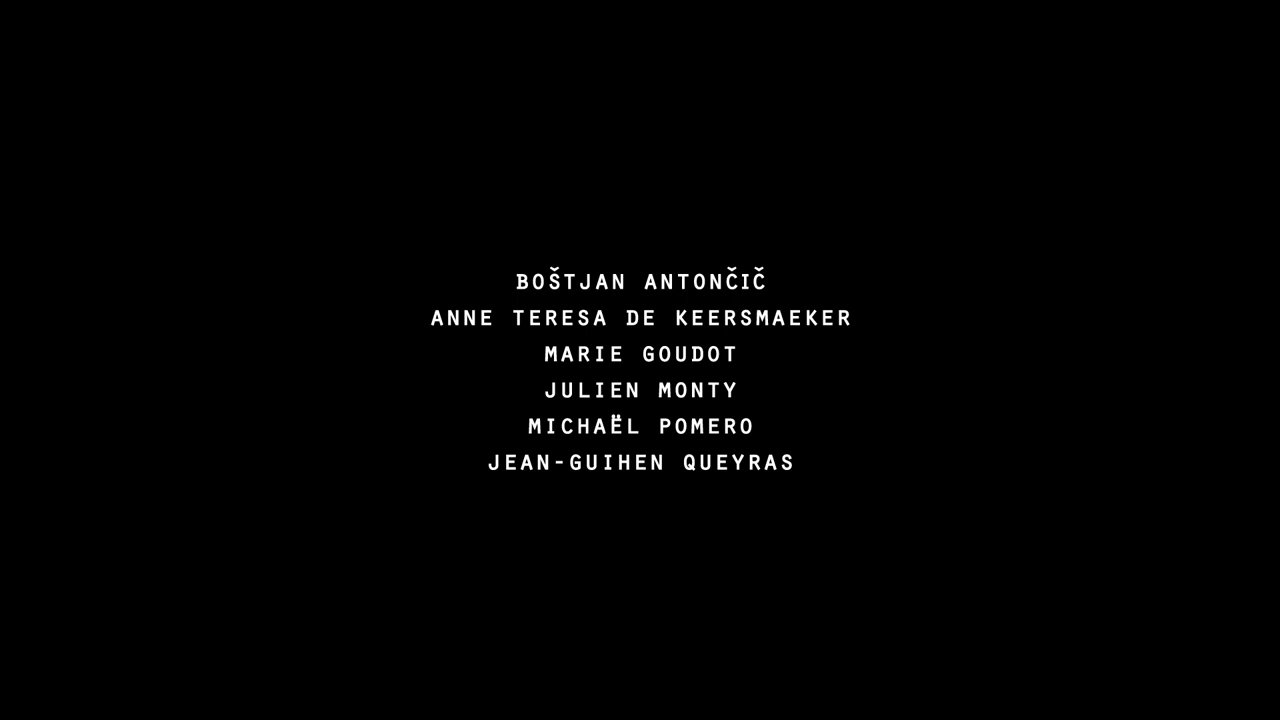 BOŠTJAN ANTONČIČ
ANNE TERESA DE KEERSMAEKER
MARIE GOUDOT
JULIEN MONTY
MICHAËL POMERO
JEAN-GUIHEN QUEYRAS